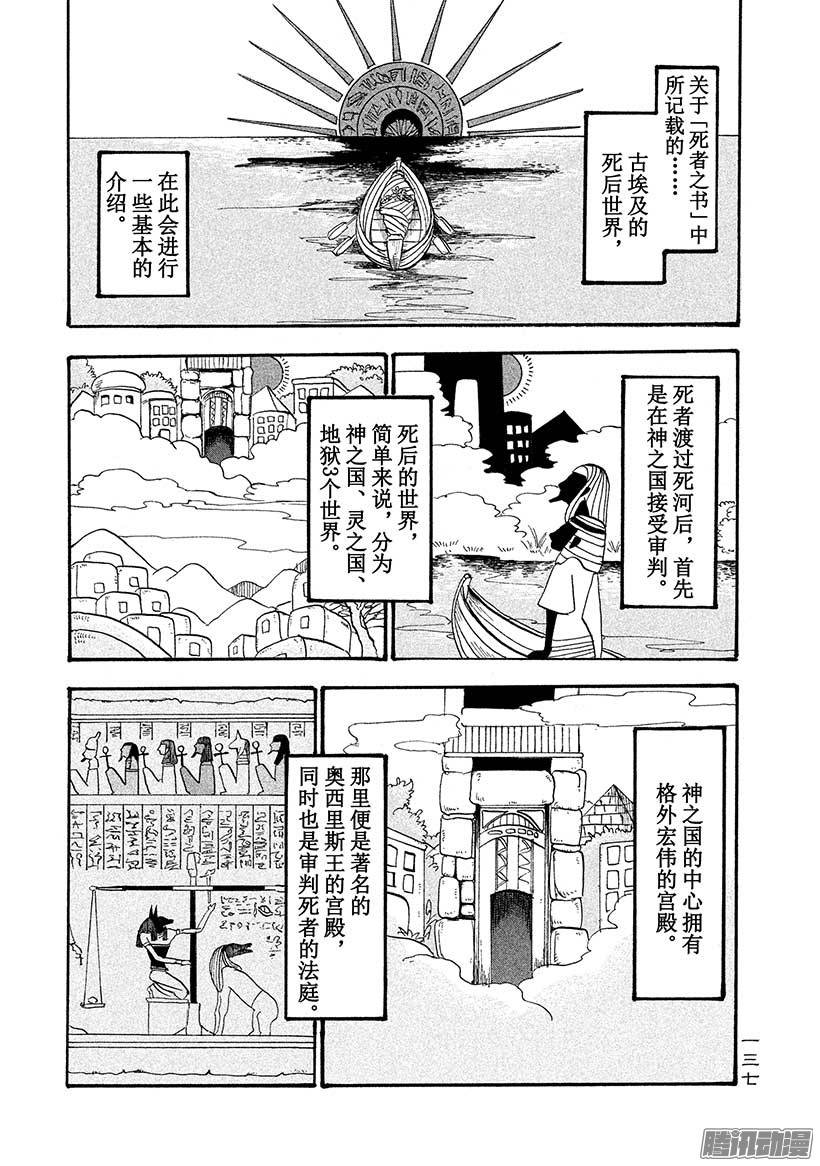 关于「死者之书」中
所记载的……
古埃及的
死后世界，
在此会进行
一些基本的
介绍。
死者渡过死河后，首先
是在神之国接受审判。
死后的世界，
简单来说，分为
神之国、灵之国、
地狱3个世界。
神之国的中心拥有
格外宏伟的宫殿。
那里便是著名的
奥西里斯王的宫殿，
同时也是审判死者的法庭。
一三七
腾讯动漫